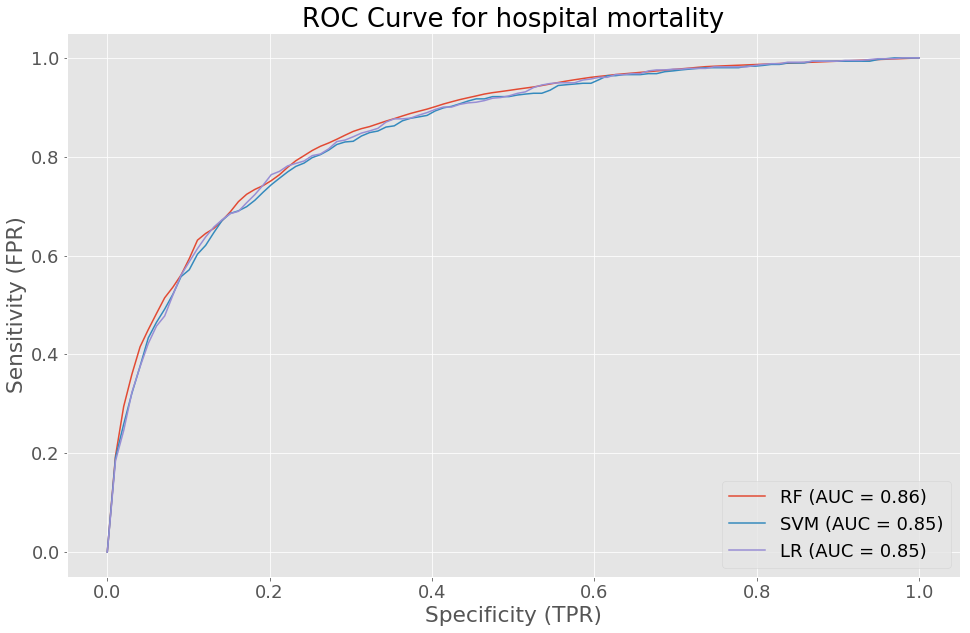 ROC Curve for hospital mortality
Sensitivity (FPR)
1.0
0.8
0.6
0.4
0.2
0.0
RF (AUC = 0.86)
SVM (AUC = 0.85)
LR (AUC = 0.85)
0.0 0.2 0.4 0.6 0.8 1.0
Specificity (TPR)